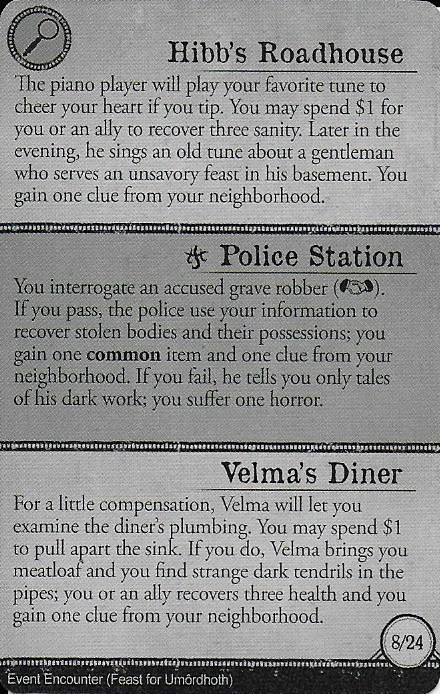 Hibb's Roadhouse
The piano player will play your favorite tune to
cheer your heart if you tip. You may spend $1 for
you or an ally to recover three sanity. Later in the
evening, he sings an old tune about a gentleman
who serves an unsavory feast in his basement. You
gain one clue from your neighborhood.
Police Station
You interrogate an accused grave robber ( ).
If you pass, the police use your information to
recover stolen bodies and their possessions; you
gain one common item and one clue from your
neighborhood. If you fail, he tells you only tales
of his dark work; you suffer one horror.
Velma's Diner
For a little compensation, Velma will let you
examine the diner's plumbing. You may spend $1
to pull apart the sink. If you do, Velma brings you
meatloaf and you find strange dark tendrils in the
pipes; you or an ally recovers three health and you
gain one clue from your neighborhood.
8/24
Event Encounter (Feast for Umôrdhoth)